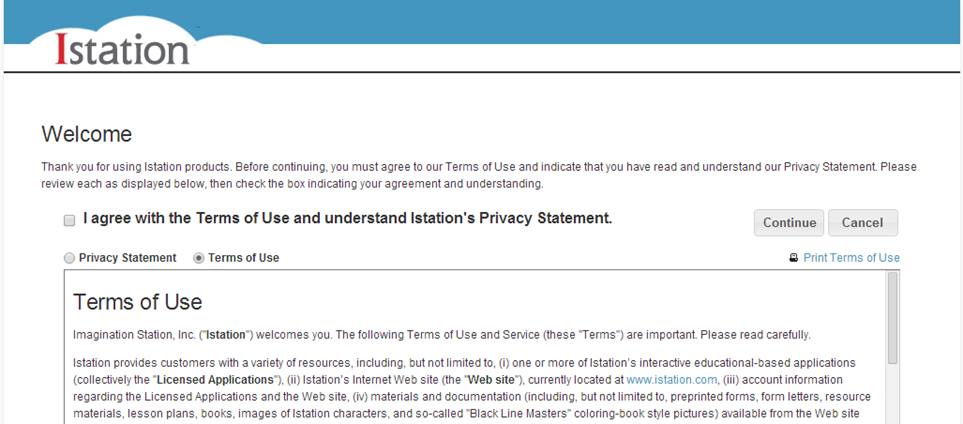 Istation
Welcome
Thank you for using Istation products. Before continuing, you must agree to our Terms of Use and indicate that you have read and understand our Privacy Statement. Please
review each as displayed below, then check the box indicating your agreement and understanding.
I agree with the Terms of Use and understand Istation's Privacy Statement.
Continue Cancel
Privacy Statement Terms of Use Print Terms of Use
Terms of Use
Imagination Station, Inc. ("Istation") welcomes you. The following Terms of Use and Service (these "Terms") are important. Please read carefully.
Istation provides customers with a variety of resources, including, but not limited to, (i) one or more of Istation's interactive educational-based applications
(collectively the "Licensed Applications"), (ii) Istation's Internet Web site (the "Web site"), currently located at www.istation.com, (iii) account information
regarding the Licensed Applications and the Web site, (iv) materials and documentation (including, but not limited to, preprinted forms, form letters, resource
materials, lesson plans, books, images of Istation characters, and so-called "Black Line Masters" coloring-book style pictures) available from the Web site